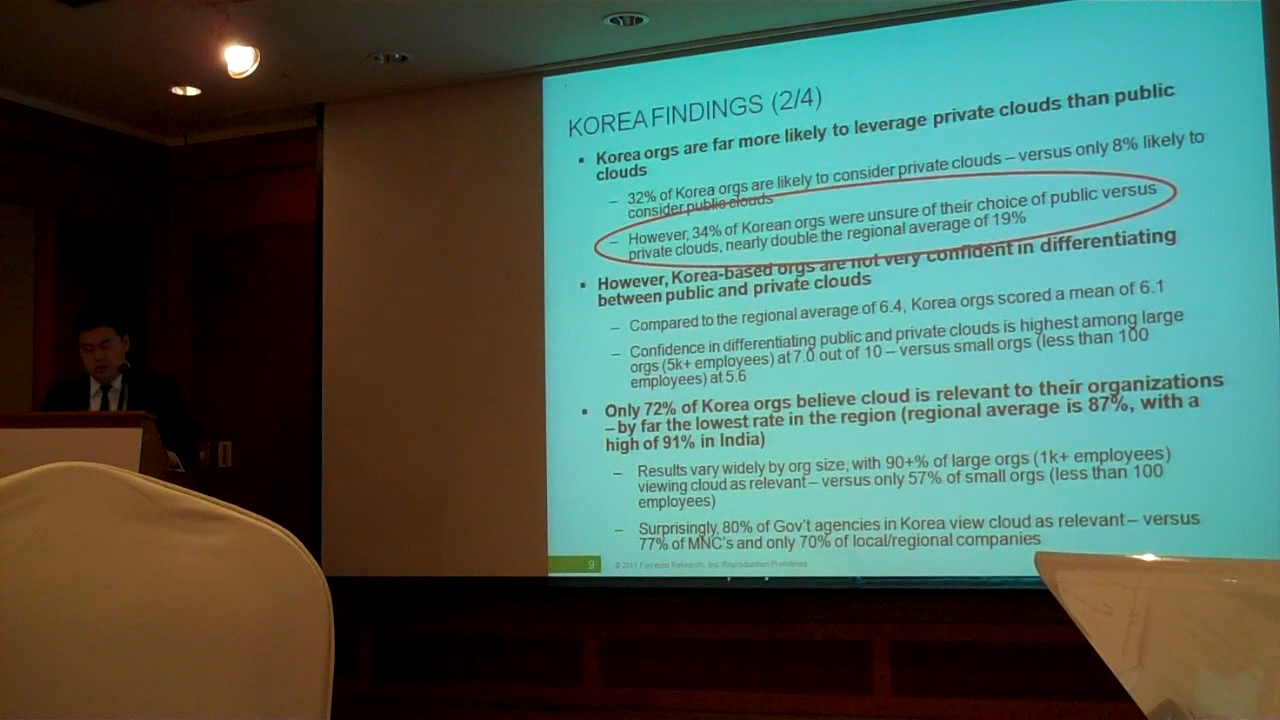 KOREA FINDINGS (2/4)
▪ Korea orgs are far more likely to leverage private clouds than public
clouds
– 32% of Korea orgs are likely to consider private clouds – versus only 8% likely to
consider public clouds
– However, 34% of Korean orgs were unsure of their choice of public versus
private clouds, nearly double the regional average of 19%
▪ However, Korea-based orgs are not very confident in differentiating
between public and private clouds
– Compared to the regional average of 6.4, Korea orgs scored a mean of 6.1
– Confidence in differentiating public and private clouds is highest among large
orgs (5k+ employees) at 7.0 out of 10 – versus small orgs (less than 100
employees) at 5.6
▪ Only 72% of Korea orgs believe cloud is relevant to their organizations
– by far the lowest rate in the region (regional average is 87%, with a
high of 91% in India)
– Results vary widely by org size, with 90+% of large orgs (1k+ employees)
viewing cloud as relevant – versus only 57% of small orgs (less than 100
employees)
– Surprisingly, 80% of Gov't agencies in Korea view cloud as relevant – versus
77% of MNC's and only 70% of local/regional companies
9 © 2011 Forrester Research, Inc. Reproduction Prohibited